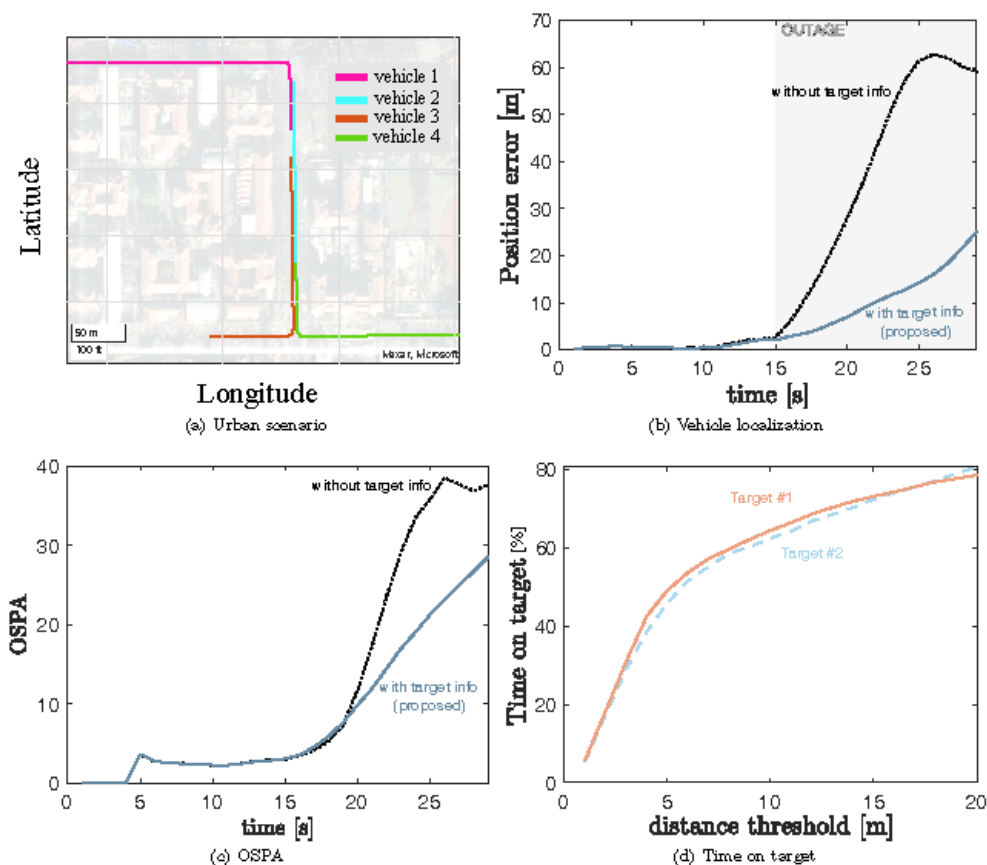 vehicle 1
vehicle 2
vehicle 3
vehicle 4
Latitude
50 m
100 ft
Maxar, Microsoft
Longitude
(a) Urban scenario
70
60
50
40
30
20
10
0
OUTAGE
without target info
with target info
(proposed)
Position error [m]
0 5 10 15 20 25
time [s]
(b) Vehicle localization
40
30
20
10
0
without target info
with target info
(proposed)
OSPA
0 5 10 15 20 25
time [s]
(c) OSPA
80
60
40
20
0
Target #1
Target #2
Time on target [%]
0 5 10 15 20
distance threshold [m]
(d) Time on target